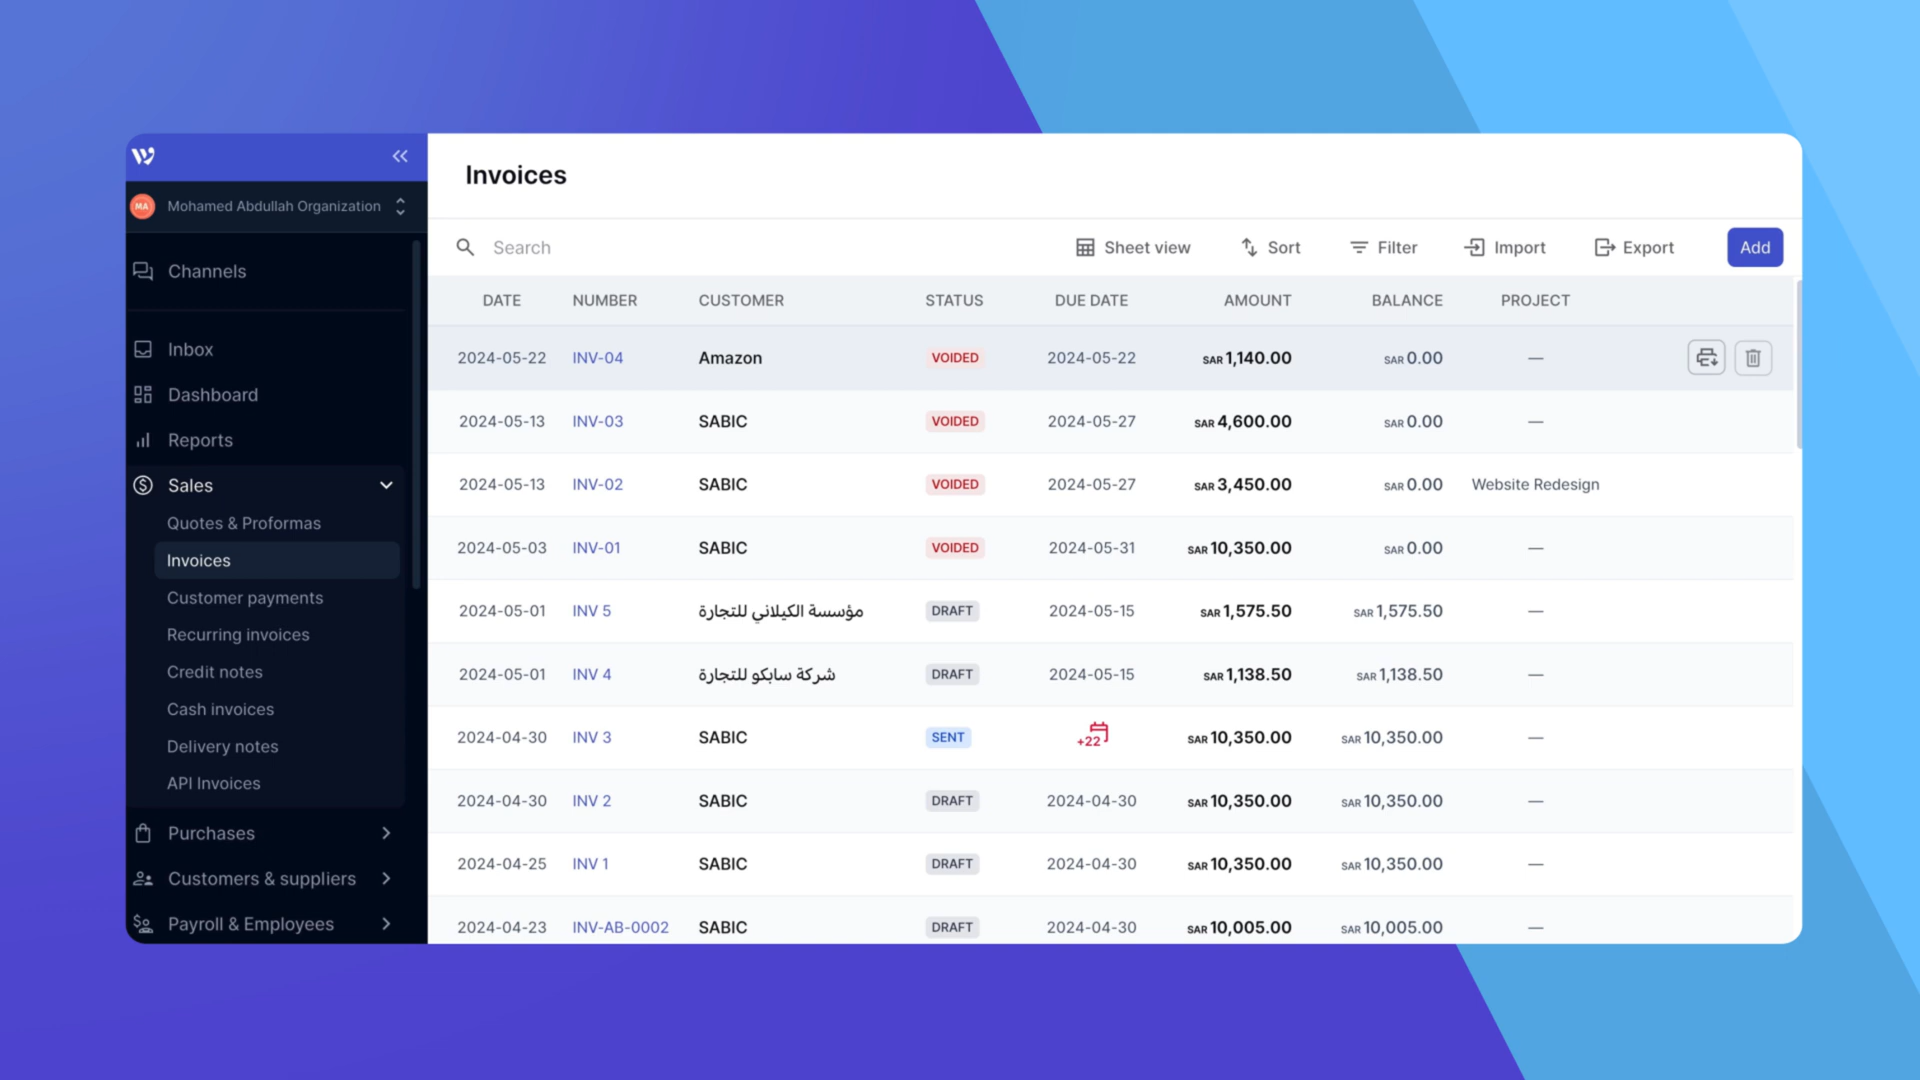 MA Mohamed Abdullah Organization
Channels
Inbox
Dashboard
Reports
Sales
Quotes & Proformas
Invoices
Customer payments
Recurring invoices
Credit notes
Cash invoices
Delivery notes
API Invoices
Purchases
Customers & suppliers
Payroll & Employees
Invoices
Search Sheet view Sort Filter Import Export Add
DATE NUMBER CUSTOMER STATUS DUE DATE AMOUNT BALANCE PROJECT
2024-05-22 INV-04 Amazon VOIDED 2024-05-22 SAR 1,140.00 SAR 0.00 —
2024-05-13 INV-03 SABIC VOIDED 2024-05-27 SAR 4,600.00 SAR 0.00 —
2024-05-13 INV-02 SABIC VOIDED 2024-05-27 SAR 3,450.00 SAR 0.00 Website Redesign
2024-05-03 INV-01 SABIC VOIDED 2024-05-31 SAR 10,350.00 SAR 0.00 —
2024-05-01 INV 5 مؤسسة الكيلاني للتجارة DRAFT 2024-05-15 SAR 1,575.50 SAR 1,575.50 —
2024-05-01 INV 4 شركة سابكو للتجارة DRAFT 2024-05-15 SAR 1,138.50 SAR 1,138.50 —
2024-04-30 INV 3 SABIC SENT +22 SAR 10,350.00 SAR 10,350.00 —
2024-04-30 INV 2 SABIC DRAFT 2024-04-30 SAR 10,350.00 SAR 10,350.00 —
2024-04-25 INV 1 SABIC DRAFT 2024-04-30 SAR 10,350.00 SAR 10,350.00 —
2024-04-23 INV-AB-0002 SABIC DRAFT 2024-04-30 SAR 10,005.00 SAR 10,005.00 —